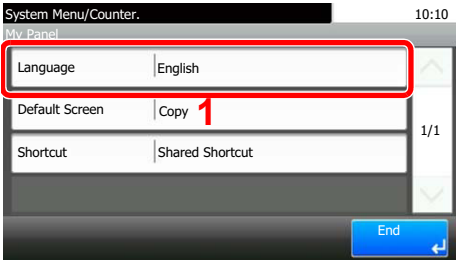 System Menu/Counter. 10:10
My Panel
Language English
Default Screen Copy 1
1/1
Shortcut Shared Shortcut
End